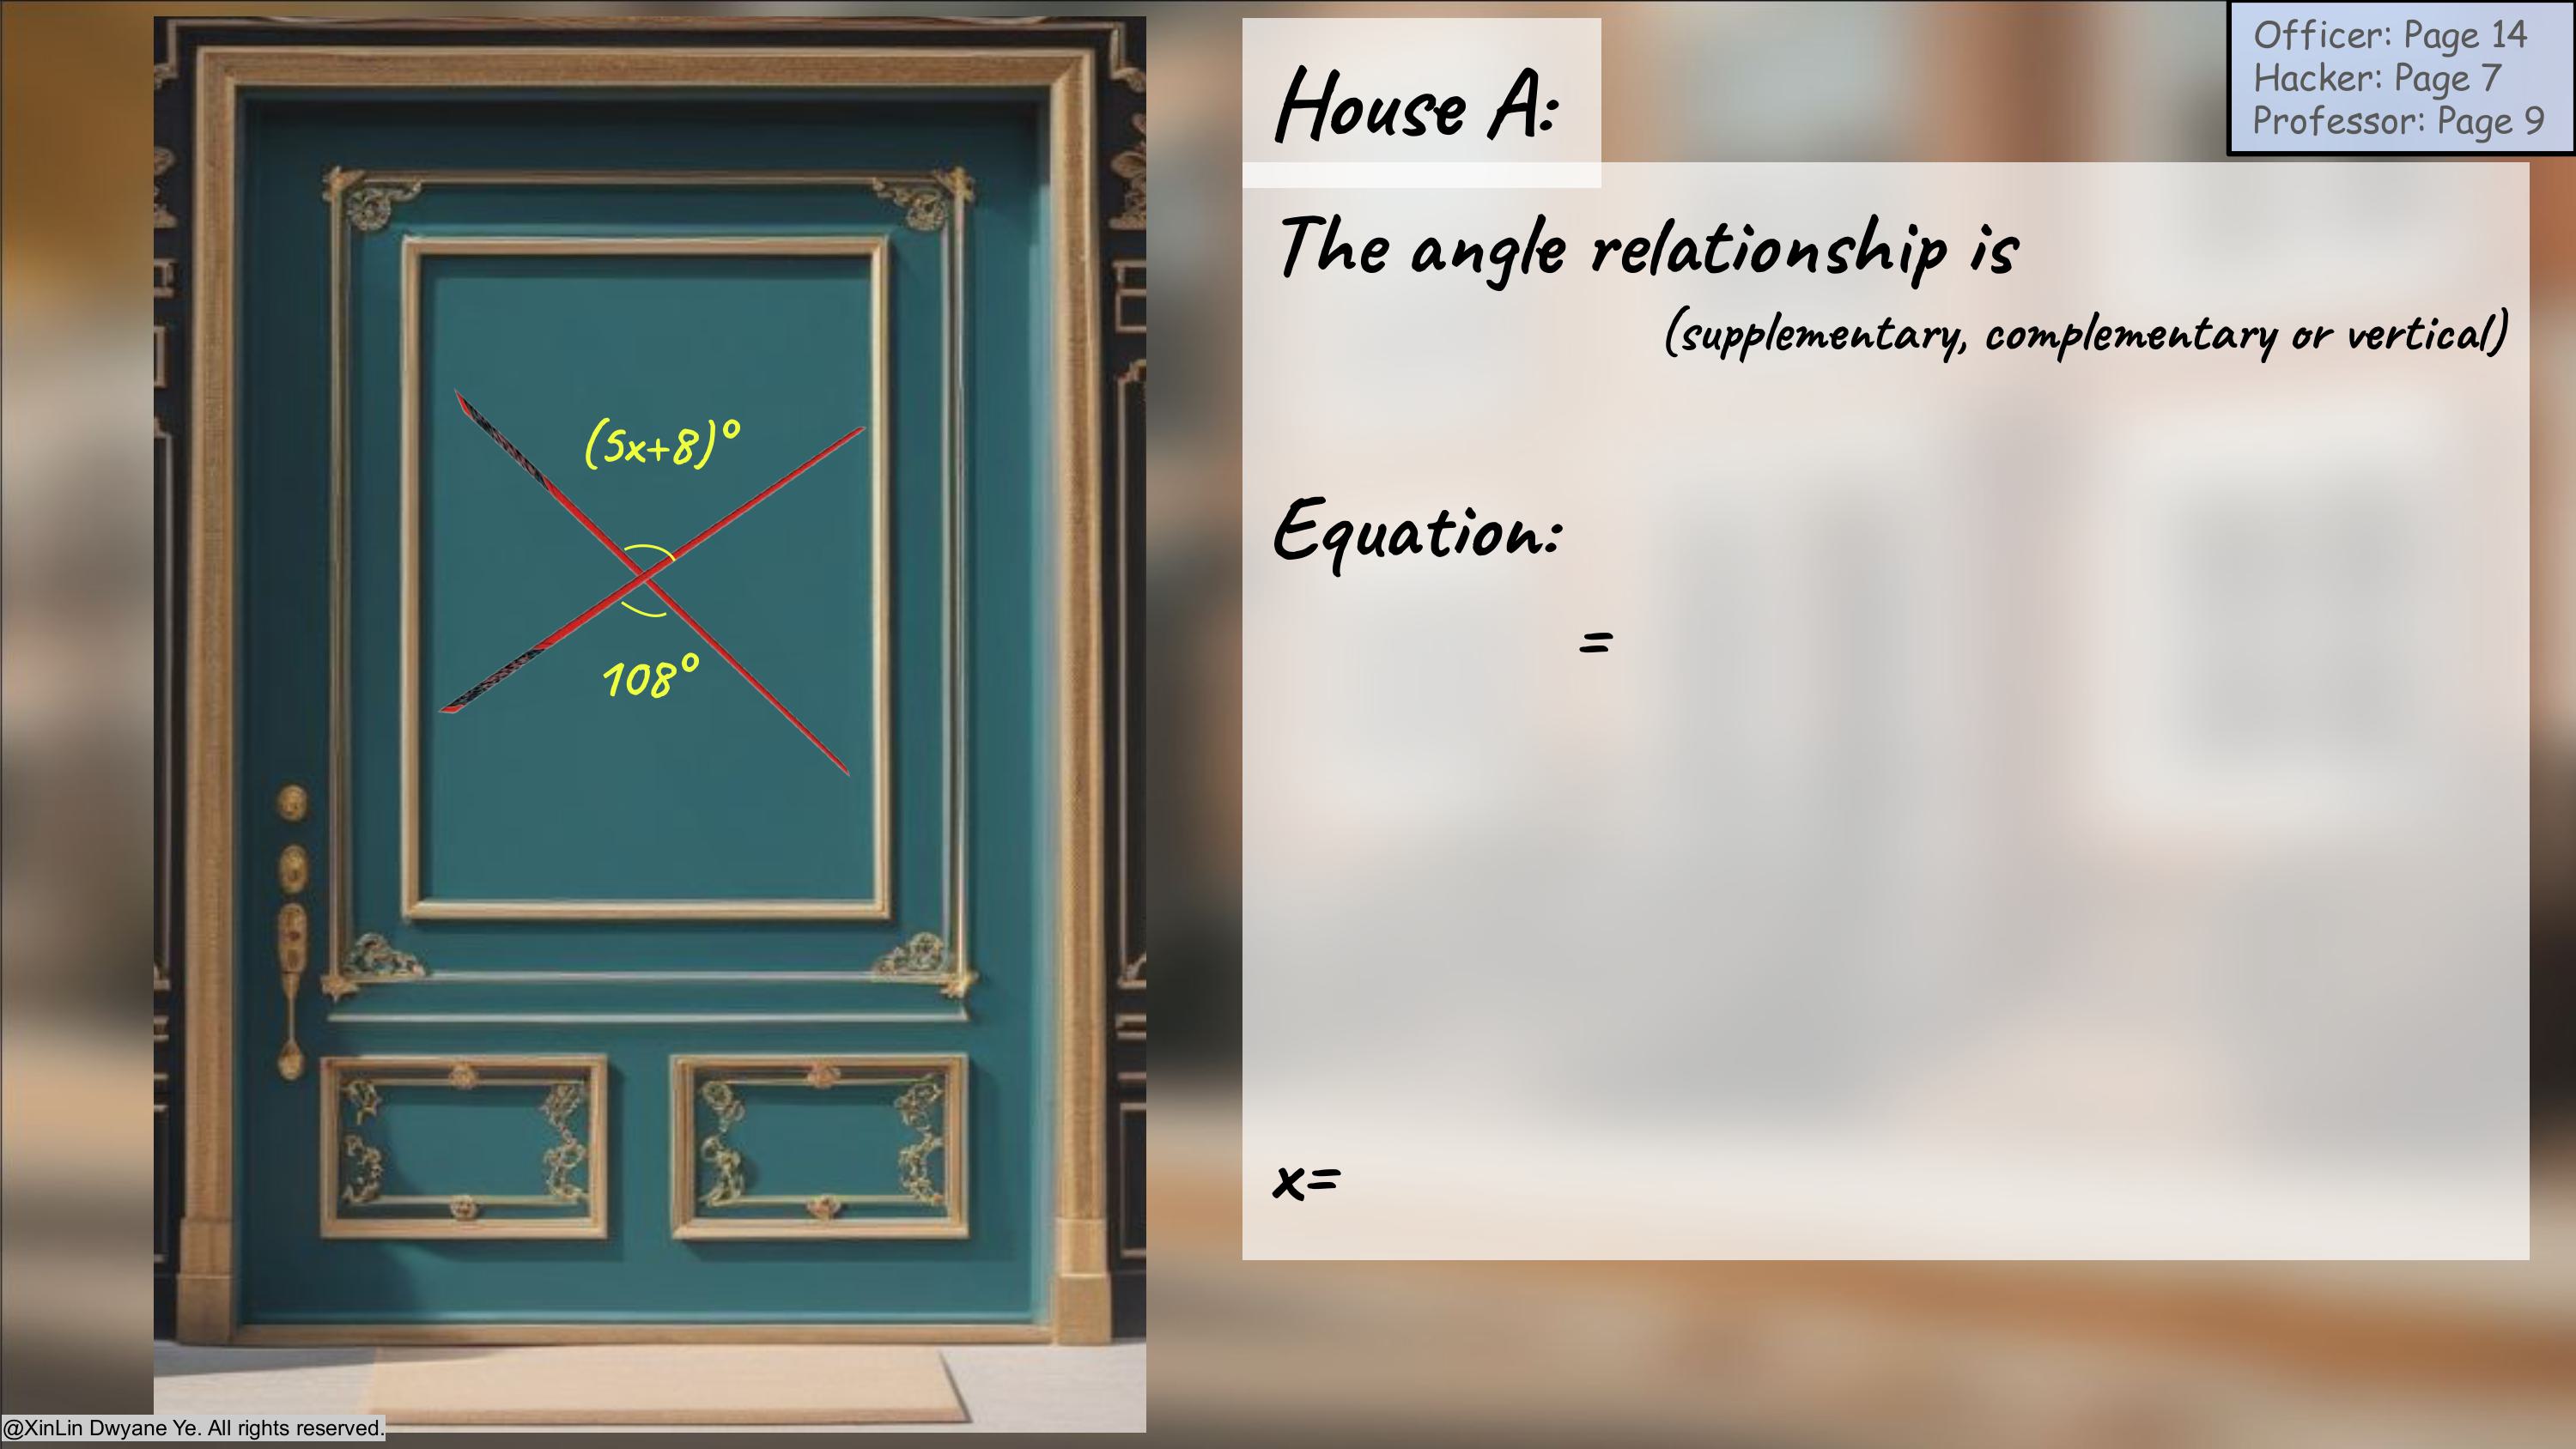 Officer: Page 14
Hacker: Page 7
Professor: Page 9
House A:
The angle relationship is
(supplementary, complementary or vertical)
(5x+8)°
108°
Equation:
=
x=
@XinLin Dwyane Ye. All rights reserved.